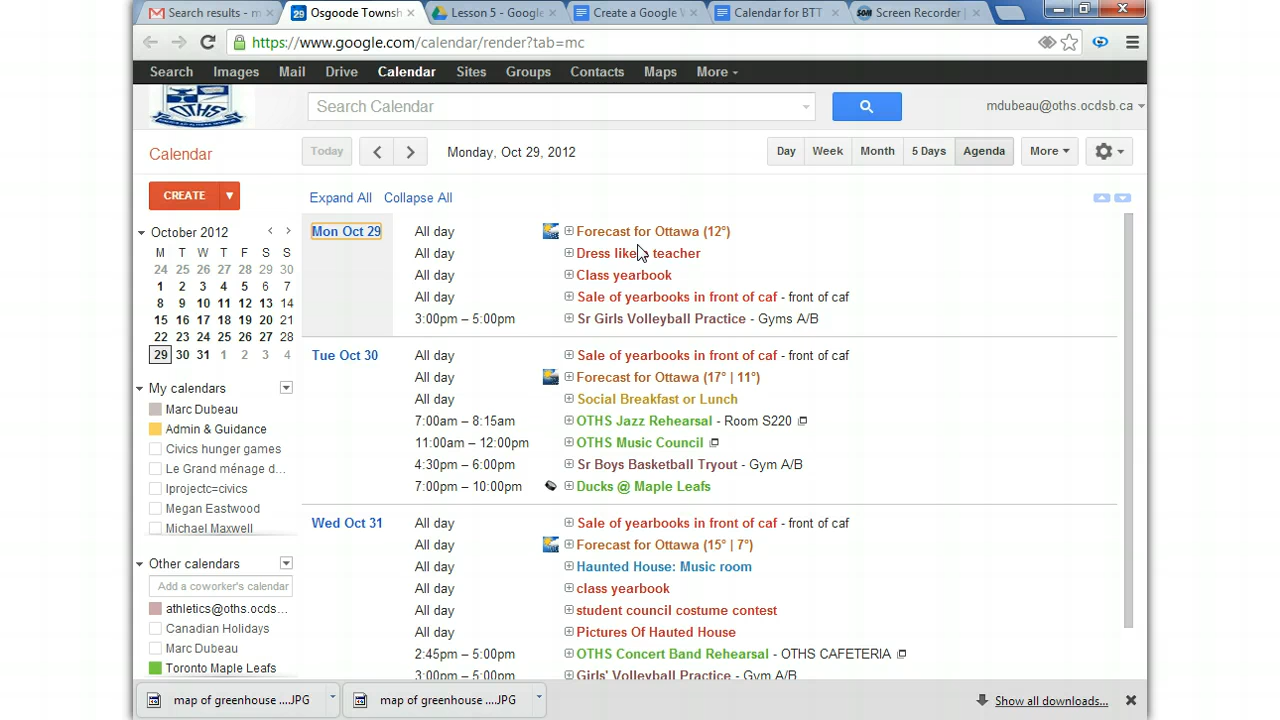 Search results - m
29 Osgoode Townsh
Lesson 5 - Google
Create a Google
Calendar for BTT
SOM Screen Recorder |
https://www.google.com/calendar/render?tab=mc
Search Images Mail Drive Calendar Sites Groups Contacts Maps More
OTHS
Search Calendar
mdubeau@oths.ocdsb.ca
Calendar
Today
Monday, Oct 29, 2012
Day Week Month 5 Days Agenda More
CREATE
Expand All Collapse All
October 2012
M T W T F S S
24 25 26 27 28 29 30
1 2 3 4 5 6 7
8 9 10 11 12 13 14
15 16 17 18 19 20 21
22 23 24 25 26 27 28
29 30 31 1 2 3 4
My calendars
Marc Dubeau
Admin & Guidance
Civics hunger games
Le Grand ménage d...
Iprojectc=civics
Megan Eastwood
Michael Maxwell
Other calendars
Add a coworker's calendar
athletics@oths.ocds...
Canadian Holidays
Marc Dubeau
Toronto Maple Leafs
Mon Oct 29
All day Forecast for Ottawa (12°)
All day Dress like teacher
All day Class yearbook
All day Sale of yearbooks in front of caf - front of caf
3:00pm – 5:00pm Sr Girls Volleyball Practice - Gyms A/B
Tue Oct 30
All day Sale of yearbooks in front of caf - front of caf
All day Forecast for Ottawa (17° | 11°)
All day Social Breakfast or Lunch
7:00am – 8:15am OTHS Jazz Rehearsal - Room S220
11:00am – 12:00pm OTHS Music Council
4:30pm – 6:00pm Sr Boys Basketball Tryout - Gym A/B
7:00pm – 10:00pm Ducks @ Maple Leafs
Wed Oct 31
All day Sale of yearbooks in front of caf - front of caf
All day Forecast for Ottawa (15° | 7°)
All day Haunted House: Music room
All day class yearbook
All day student council costume contest
All day Pictures Of Hauted House
2:45pm – 5:00pm OTHS Concert Band Rehearsal - OTHS CAFETERIA
3:00pm – 5:00pm Girls' Volleyball Practice - Gym A/B
map of greenhouse ....JPG
map of greenhouse ....JPG
Show all downloads...